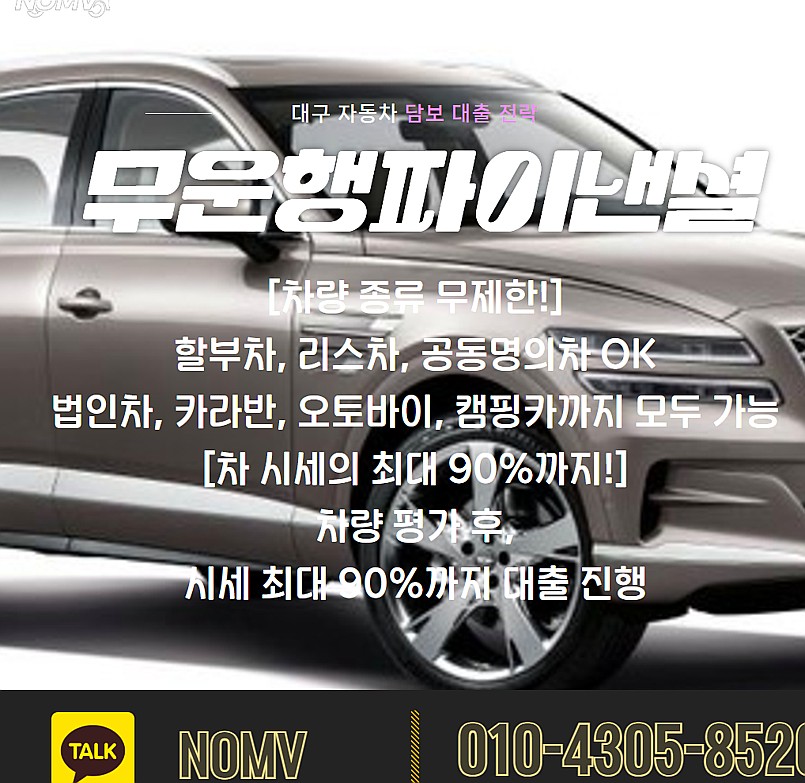 NOMV
대구 자동차 담보 대출 전략
무운행파이낸셜
[차량 종류 무제한!]
할부차, 리스차, 공동명의차 OK
법인차, 카라반, 오토바이, 캠핑카까지 모두 가능
[차 시세의 최대 90%까지!]
차량 평가 후,
시세 최대 90%까지 대출 진행
TALK
NOMV
010-4305-8520